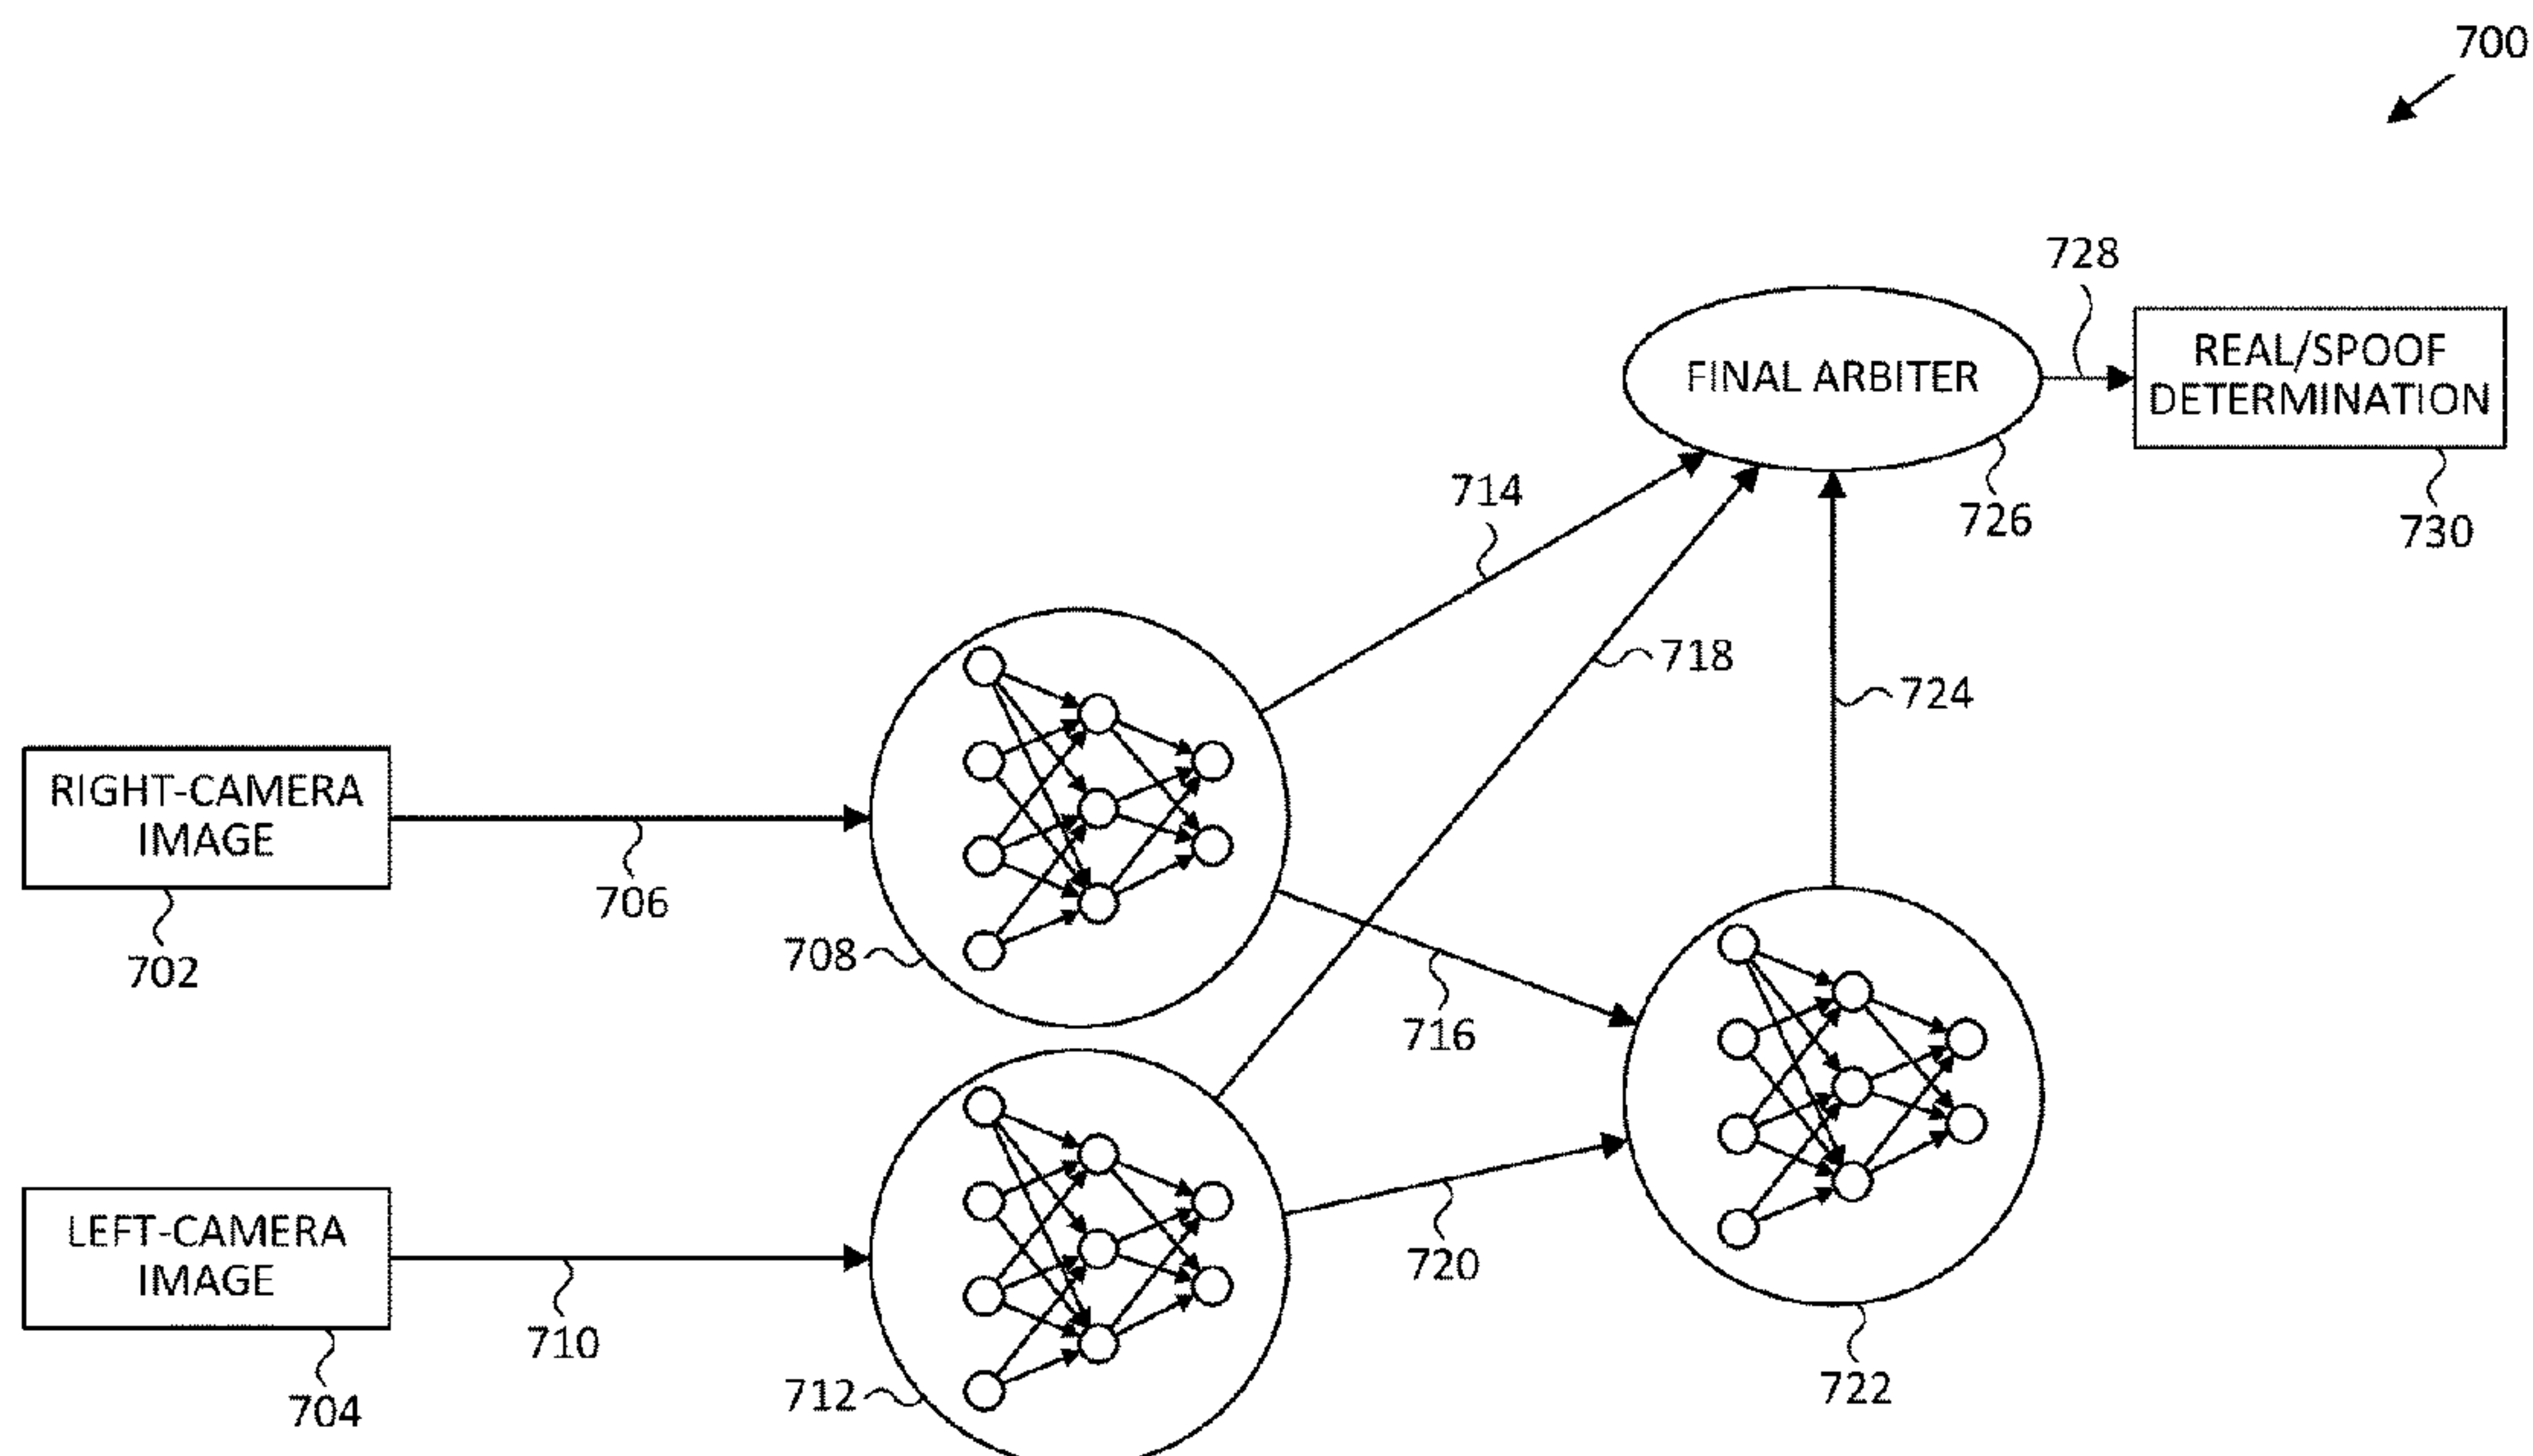 700
728
FINAL ARBITER
REAL/SPOOF
DETERMINATION
714
726
730
718
724
RIGHT-CAMERA
IMAGE
706
702
708
716
LEFT-CAMERA
IMAGE
710
704
712
720
722